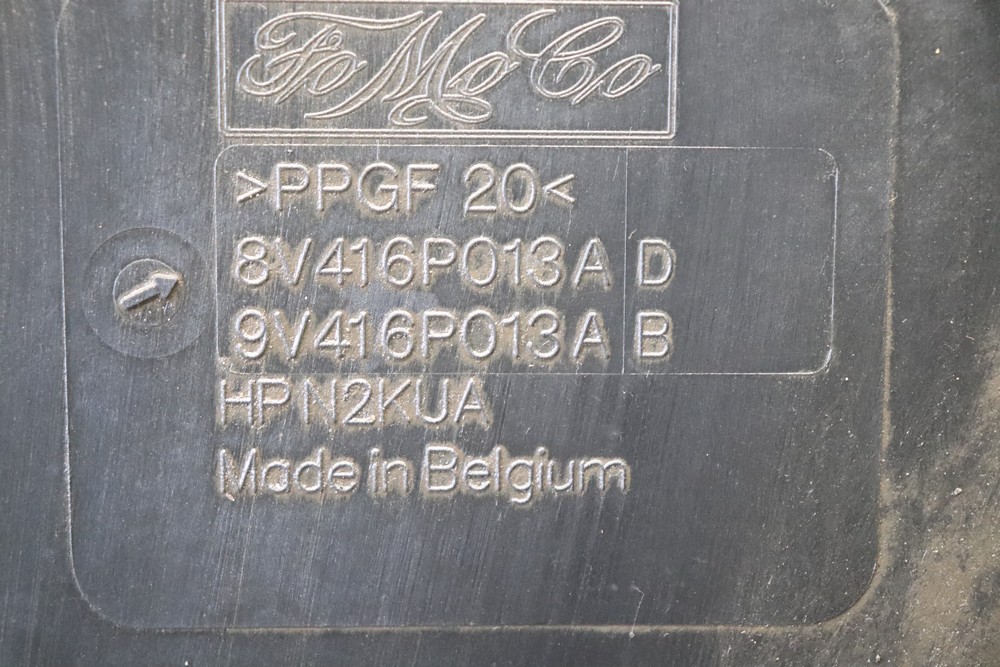 FoMoCo
>PPGF 20<
8V416P013A D
9V416P013A B
HPN2KUA
Made in Belgium